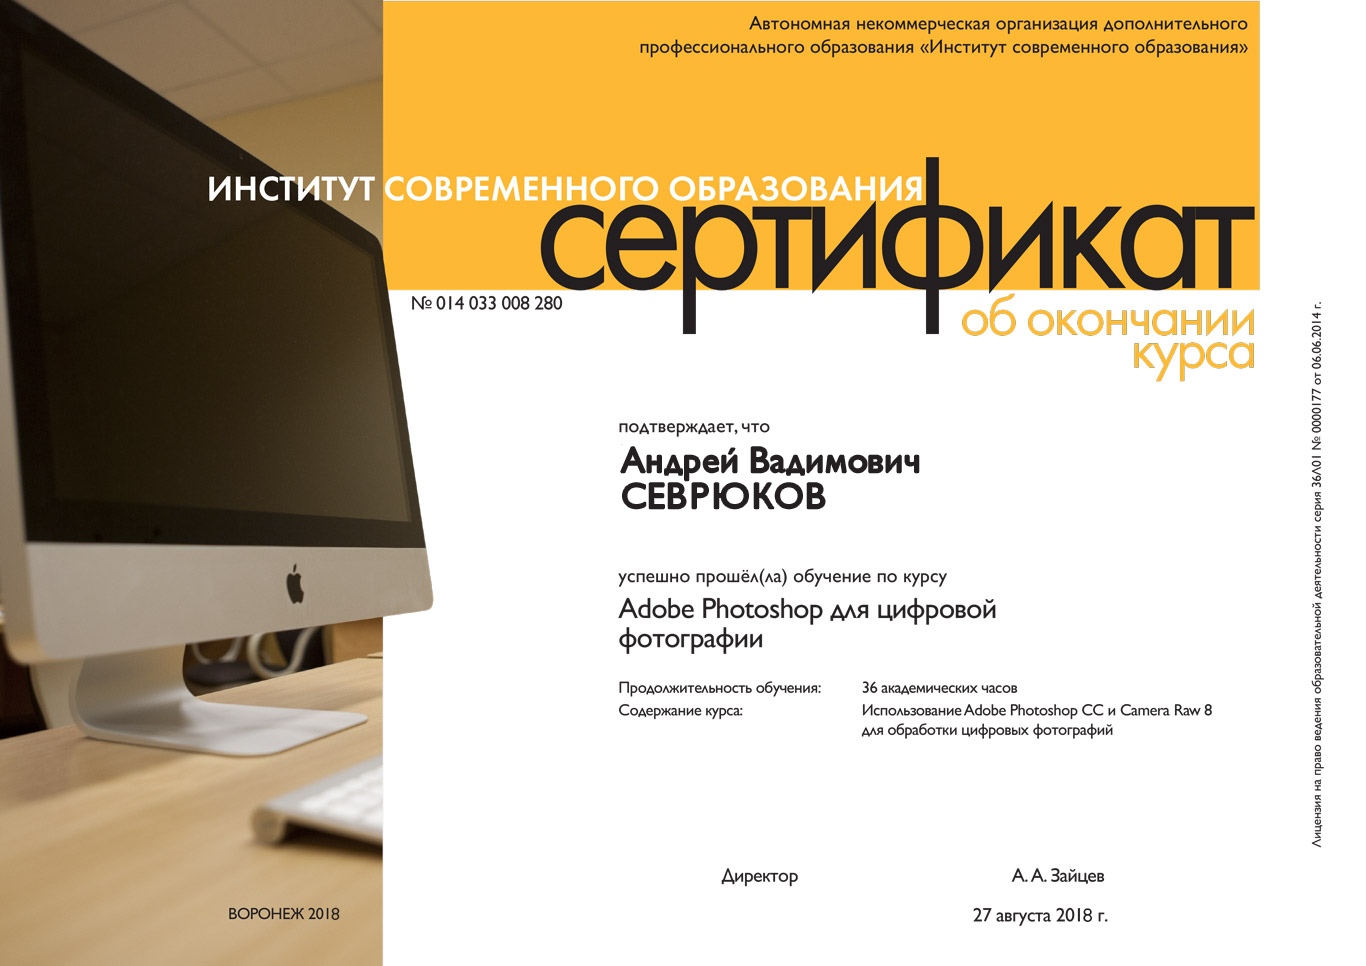 Автономная некоммерческая организация дополнительного
профессионального образования «Институт современного образования»
ИНСТИТУТ СОВРЕМЕННОГО ОБРАЗОВАНИЯ
сертификат
№ 014 033 008 280
об окончании
курса
подтверждает, что
Андрей Вадимович
СЕВРЮКОВ
успешно прошёл(ла) обучение по курсу
Adobe Photoshop для цифровой
фотографии
Продолжительность обучения: 36 академических часов
Содержание курса: Использование Adobe Photoshop CC и Camera Raw 8
для обработки цифровых фотографий
Директор А. А. Зайцев
ВОРОНЕЖ 2018
27 августа 2018 г.
Лицензия на право ведения образовательной деятельности серия 36Л01 № 0000177 от 06.06.2014 г.